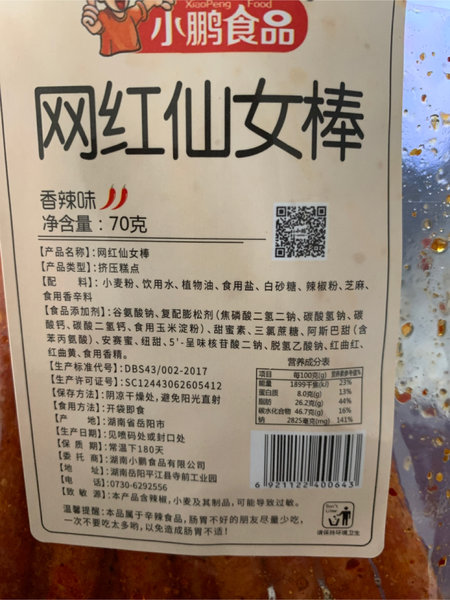 XiaoPeng Food
小鹏食品
网红仙女棒
香辣味
净含量：70克
【产品名称】：网红仙女棒
【产品类型】：挤压糕点
【配 料】：小麦粉、饮用水、植物油、食用盐、白砂糖、辣椒粉、芝麻、
食用香辛料
【食品添加剂】：谷氨酸钠、复配膨松剂(焦磷酸二氢二钠、碳酸氢钠、碳
酸钙、碳酸二氢钙、食用玉米淀粉)、甜蜜素、三氯蔗糖、阿斯巴甜(含
苯丙氨酸)、安赛蜜、纽甜、5'-呈味核苷酸二钠、脱氢乙酸钠、红曲红、
红曲黄、食用香精。
【生产标准代号】：DBS43/002-2017
【生产许可证号】：SC12443062605412
【保存方法】：阴凉干燥处、避免阳光直射
【食用方法】：开袋即食
【产 地】：湖南省岳阳市
【生产日期】：见喷码处或封口处
【保 质 期】：常温下180天
【委 托 商】：湖南小鹏食品有限公司
【地 址】：湖南岳阳平江县寺前工业园
【电 话】：0730-6292556
【致 敏 源】：本产品含辣椒，小麦及其制品，可能导致过敏。
温馨提醒：本品属于辛辣食品，肠胃不好的朋友尽量少吃，
一次不要吃太多哟，以免造成肠胃不适！
营养成分表
项目 每100克(g) 营养素参考值%
能量 1899千焦(kJ) 23%
蛋白质 8.0克(g) 13%
脂肪 26.2克(g) 44%
碳水化合物 46.7克(g) 16%
钠 2825毫克(mg) 141%
6 921122 400643
请保持环境卫生